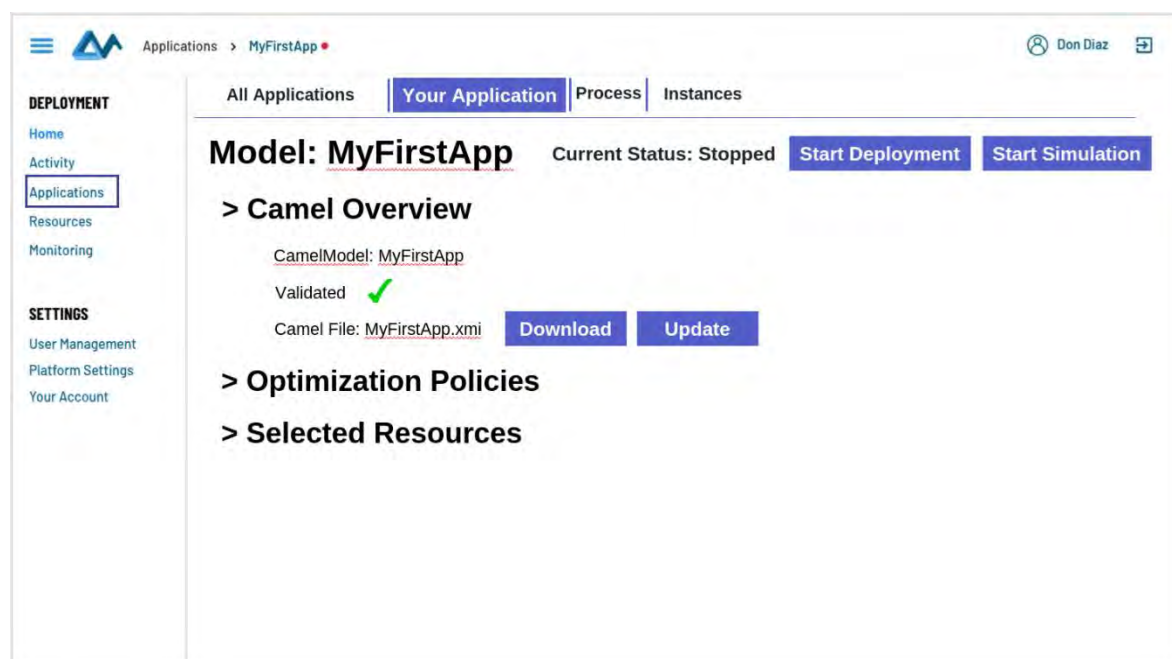 Applications > MyFirstApp
Don Diaz
DEPLOYMENT
Home
Activity
Applications
Resources
Monitoring
SETTINGS
User Management
Platform Settings
Your Account
All Applications
Your Application
Process
Instances
Model: MyFirstApp
Current Status: Stopped
Start Deployment
Start Simulation
> Camel Overview
CamelModel: MyFirstApp
Validated
Camel File: MyFirstApp.xmi
Download
Update
> Optimization Policies
> Selected Resources